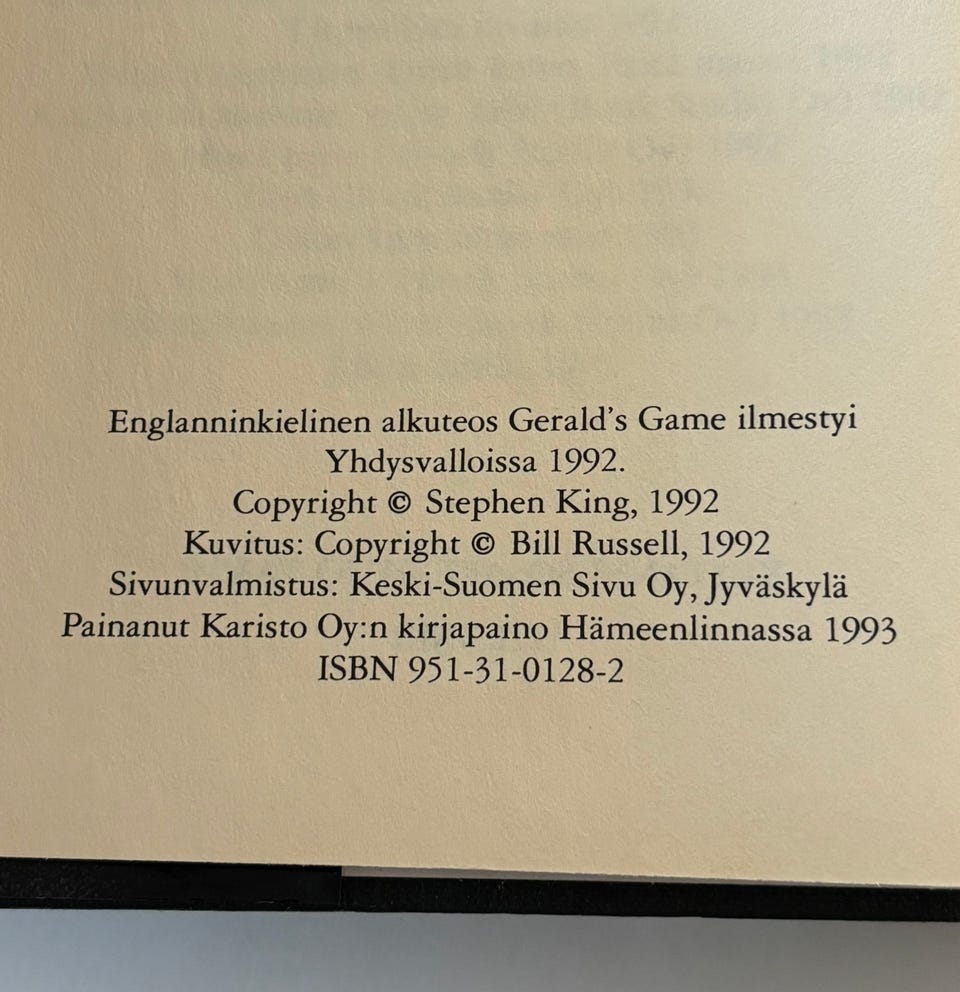 Englanninkielinen alkuteos Gerald's Game ilmestyi
Yhdysvalloissa 1992.
Copyright © Stephen King, 1992
Kuvitus: Copyright © Bill Russell, 1992
Sivunvalmistus: Keski-Suomen Sivu Oy, Jyväskylä
Painanut Karisto Oy:n kirjapaino Hämeenlinnassa 1993
ISBN 951-31-0128-2